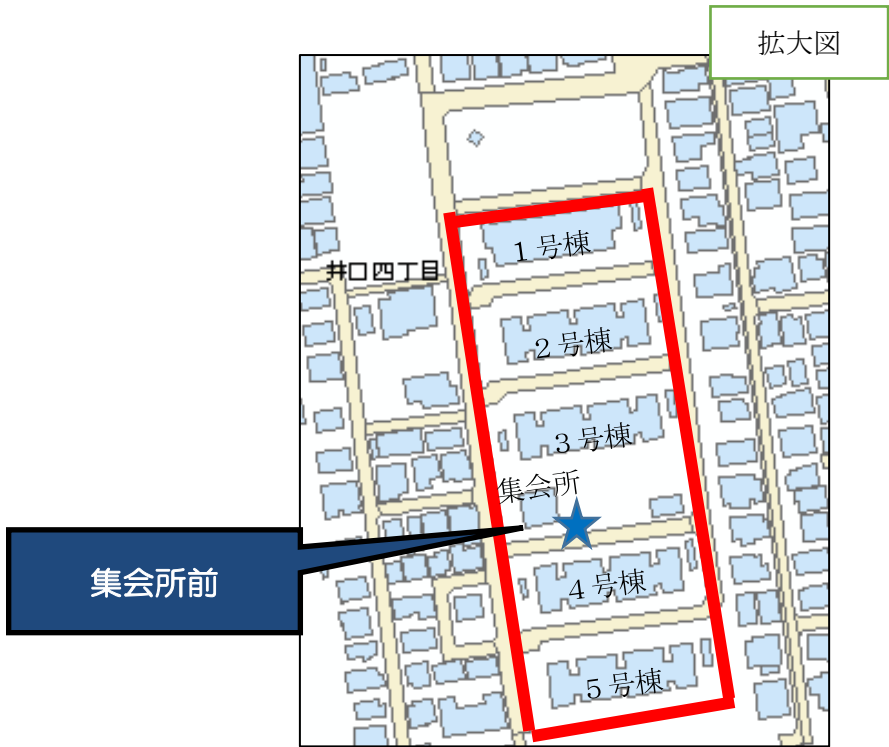 拡大図
１号棟
井口四丁目
２号棟
３号棟
集会所
集会所前
４号棟
５号棟